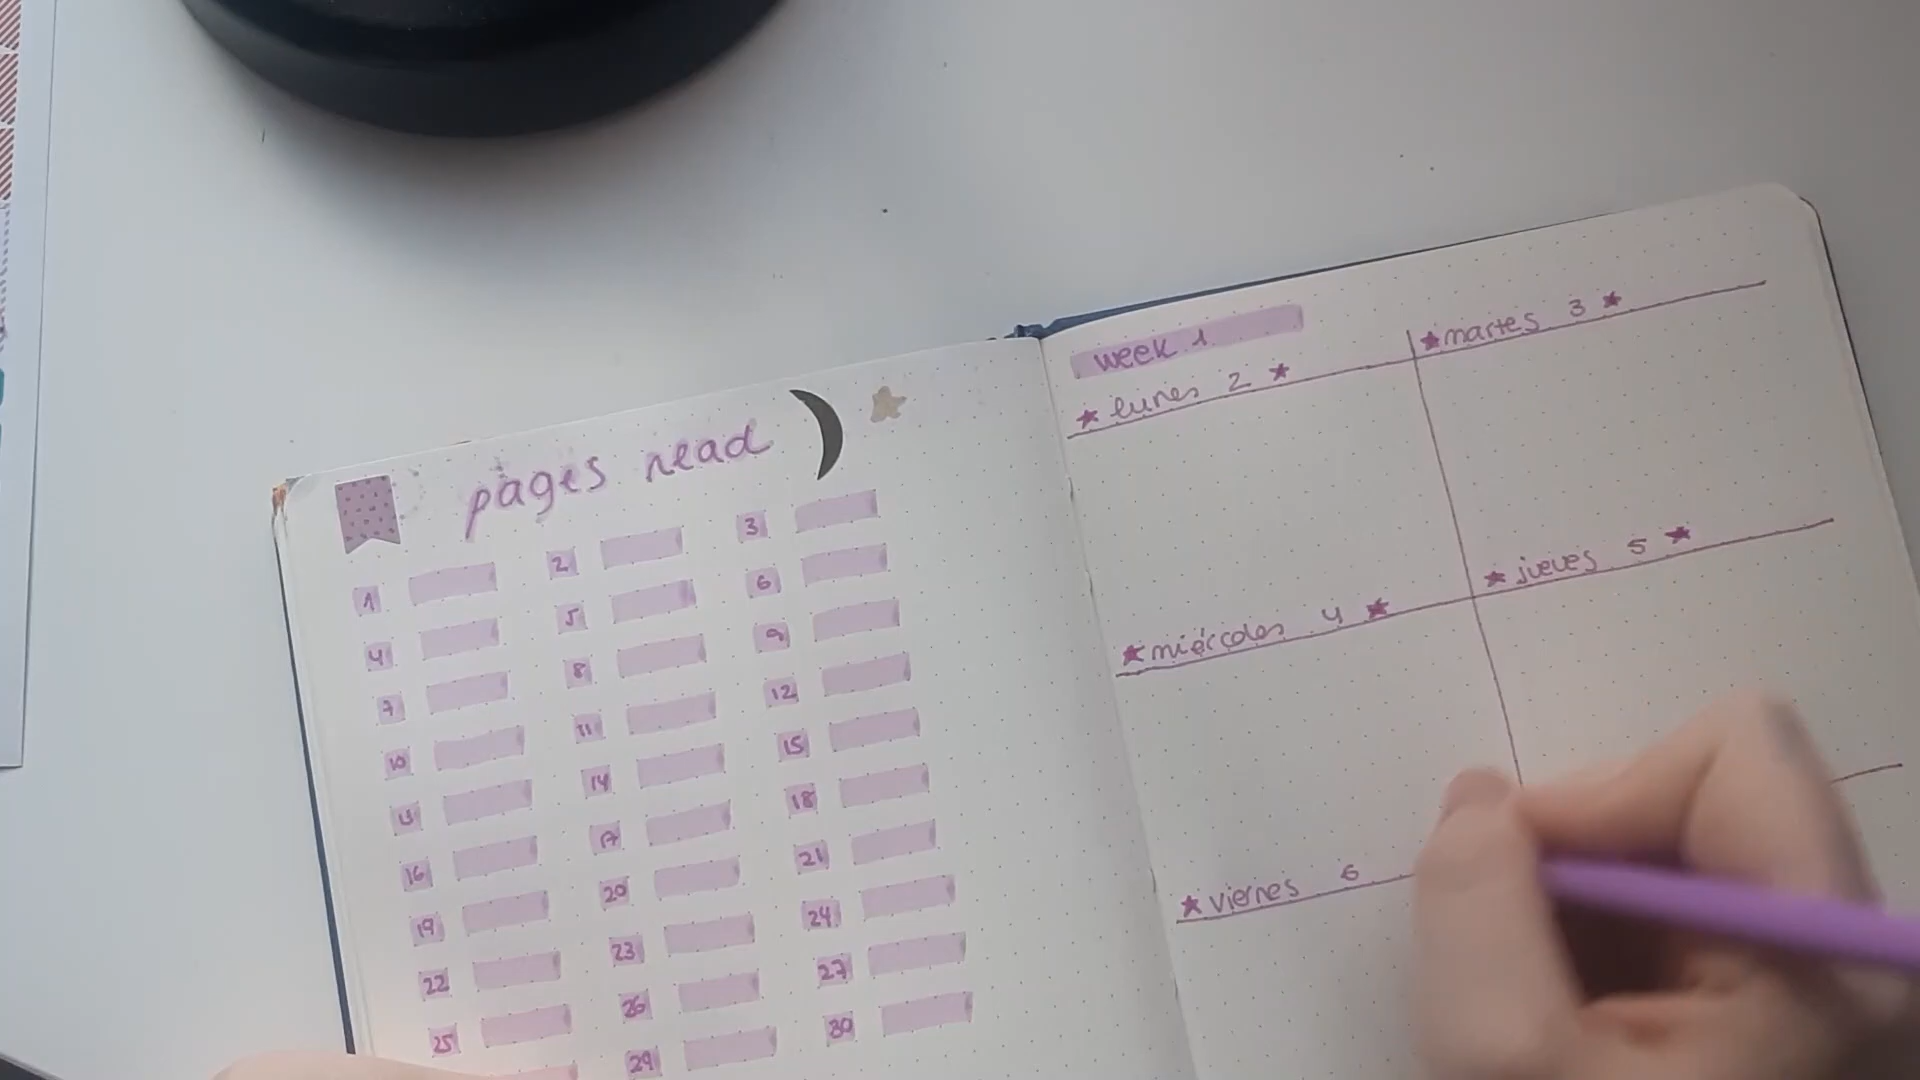 pages read
1 2 3
4 5 6
7 8 9
10 11 12
13 14 15
16 17 18
19 20 21
22 23 24
25 26 27
29 30
week 1
lunes 2
martes 3
miércoles 4
jueves 5
viernes 6